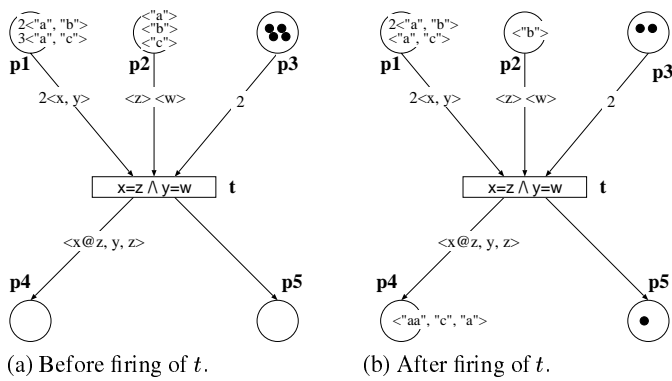 2<"a", "b">
3<"a", "c">
p1
<"a">
<"b">
<"c">
p2
p3
2<x, y>
<z> <w>
2
x=z /\ y=w
t
<x@z, y, z>
p4
p5
(a) Before firing of t.
2<"a", "b">
<"a", "c">
p1
<"b">
p2
p3
2<x, y>
<z> <w>
2
x=z /\ y=w
t
<x@z, y, z>
p4
<"aa", "c", "a">
p5
(b) After firing of t.